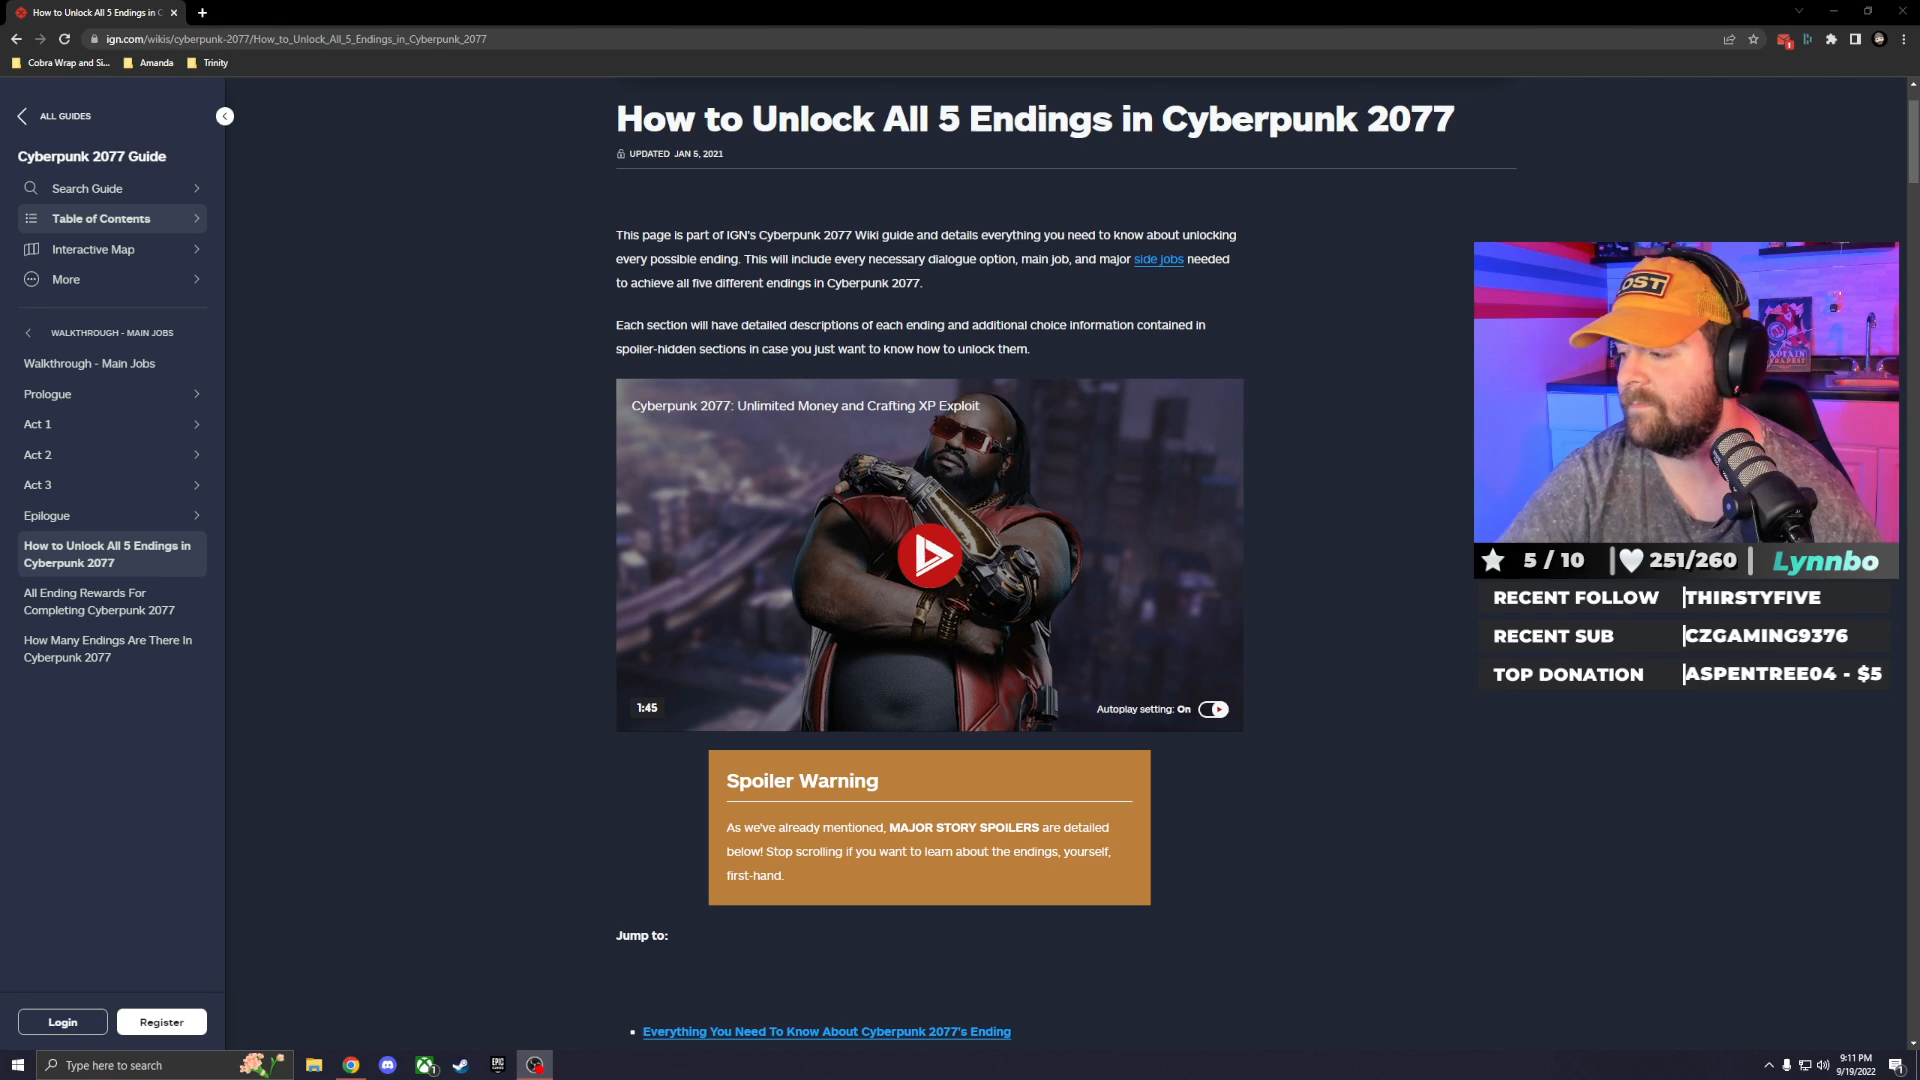 How to Unlock All 5 Endings in C
ign.com/wikis/cyberpunk-2077/How_to_Unlock_All_5_Endings_in_Cyberpunk_2077
Cobra Wrap and Si...
Amanda
Trinity
ALL GUIDES
Cyberpunk 2077 Guide
Search Guide
Table of Contents
Interactive Map
More
WALKTHROUGH - MAIN JOBS
Walkthrough - Main Jobs
Prologue
Act 1
Act 2
Act 3
Epilogue
How to Unlock All 5 Endings in
Cyberpunk 2077
All Ending Rewards For
Completing Cyberpunk 2077
How Many Endings Are There In
Cyberpunk 2077
Login
Register
How to Unlock All 5 Endings in Cyberpunk 2077
UPDATED JAN 5, 2021
This page is part of IGN's Cyberpunk 2077 Wiki guide and details everything you need to know about unlocking
every possible ending. This will include every necessary dialogue option, main job, and major side jobs needed
to achieve all five different endings in Cyberpunk 2077.
Each section will have detailed descriptions of each ending and additional choice information contained in
spoiler-hidden sections in case you just want to know how to unlock them.
Cyberpunk 2077: Unlimited Money and Crafting XP Exploit
1:45
Autoplay setting: On
Spoiler Warning
As we've already mentioned, MAJOR STORY SPOILERS are detailed
below! Stop scrolling if you want to learn about the endings, yourself,
first-hand.
Jump to:
Everything You Need To Know About Cyberpunk 2077's Ending
OST
5 / 10
251/260
Lynnbo
RECENT FOLLOW THIRSTYFIVE
RECENT SUB CZGAMING9376
TOP DONATION ASPENTREE04 - $5
Type here to search
EPIC
GAMES
9:11 PM
9/19/2022